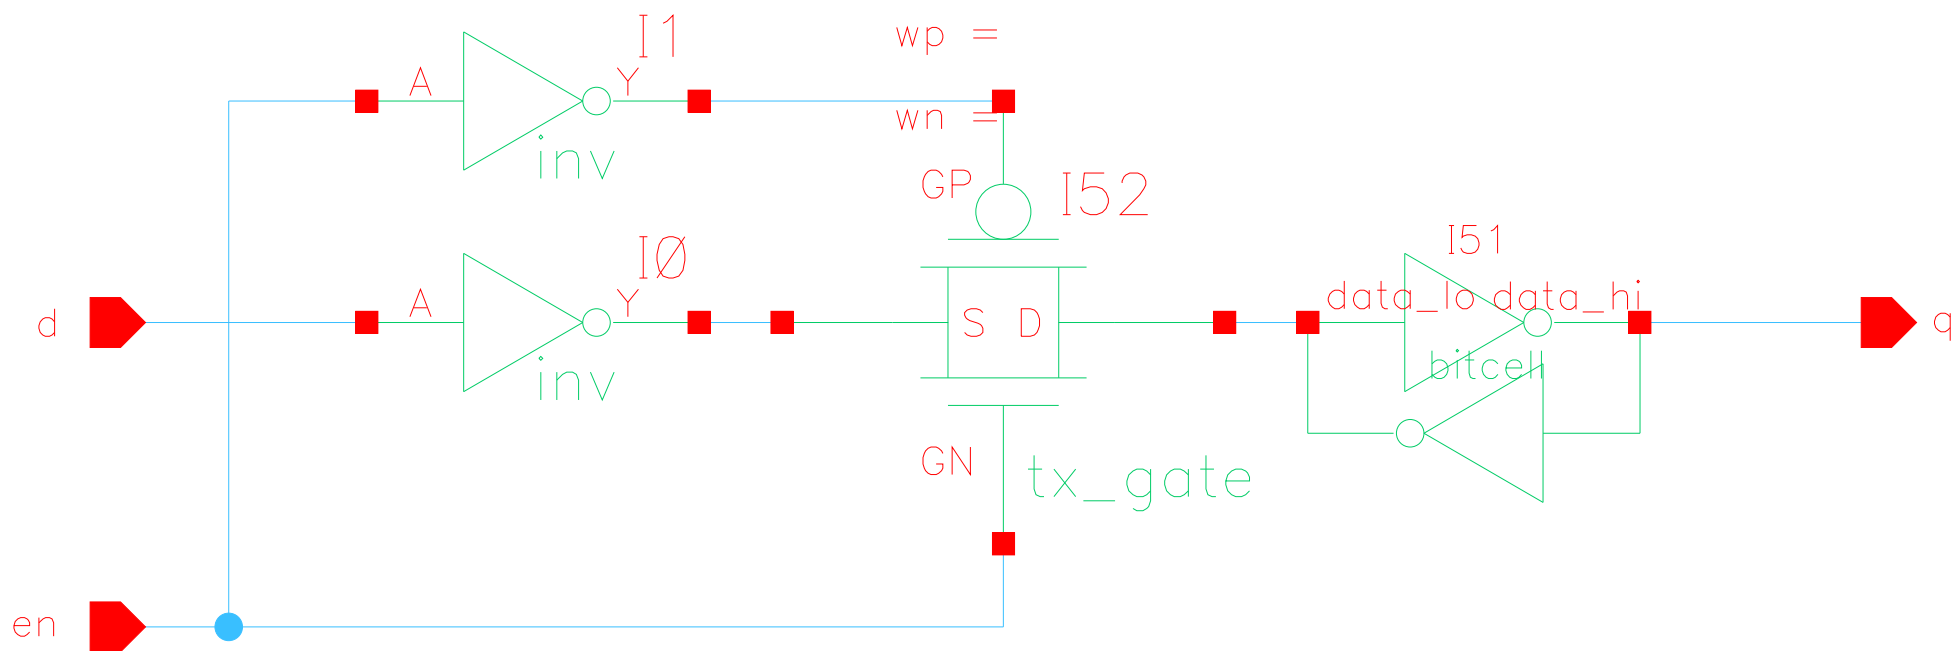 I1
wp =
A
Y
wn =
inv
GP
I52
I0
I51
A
Y
data_lo data_hi
d
S D
q
inv
bitcell
GN
tx_gate
en